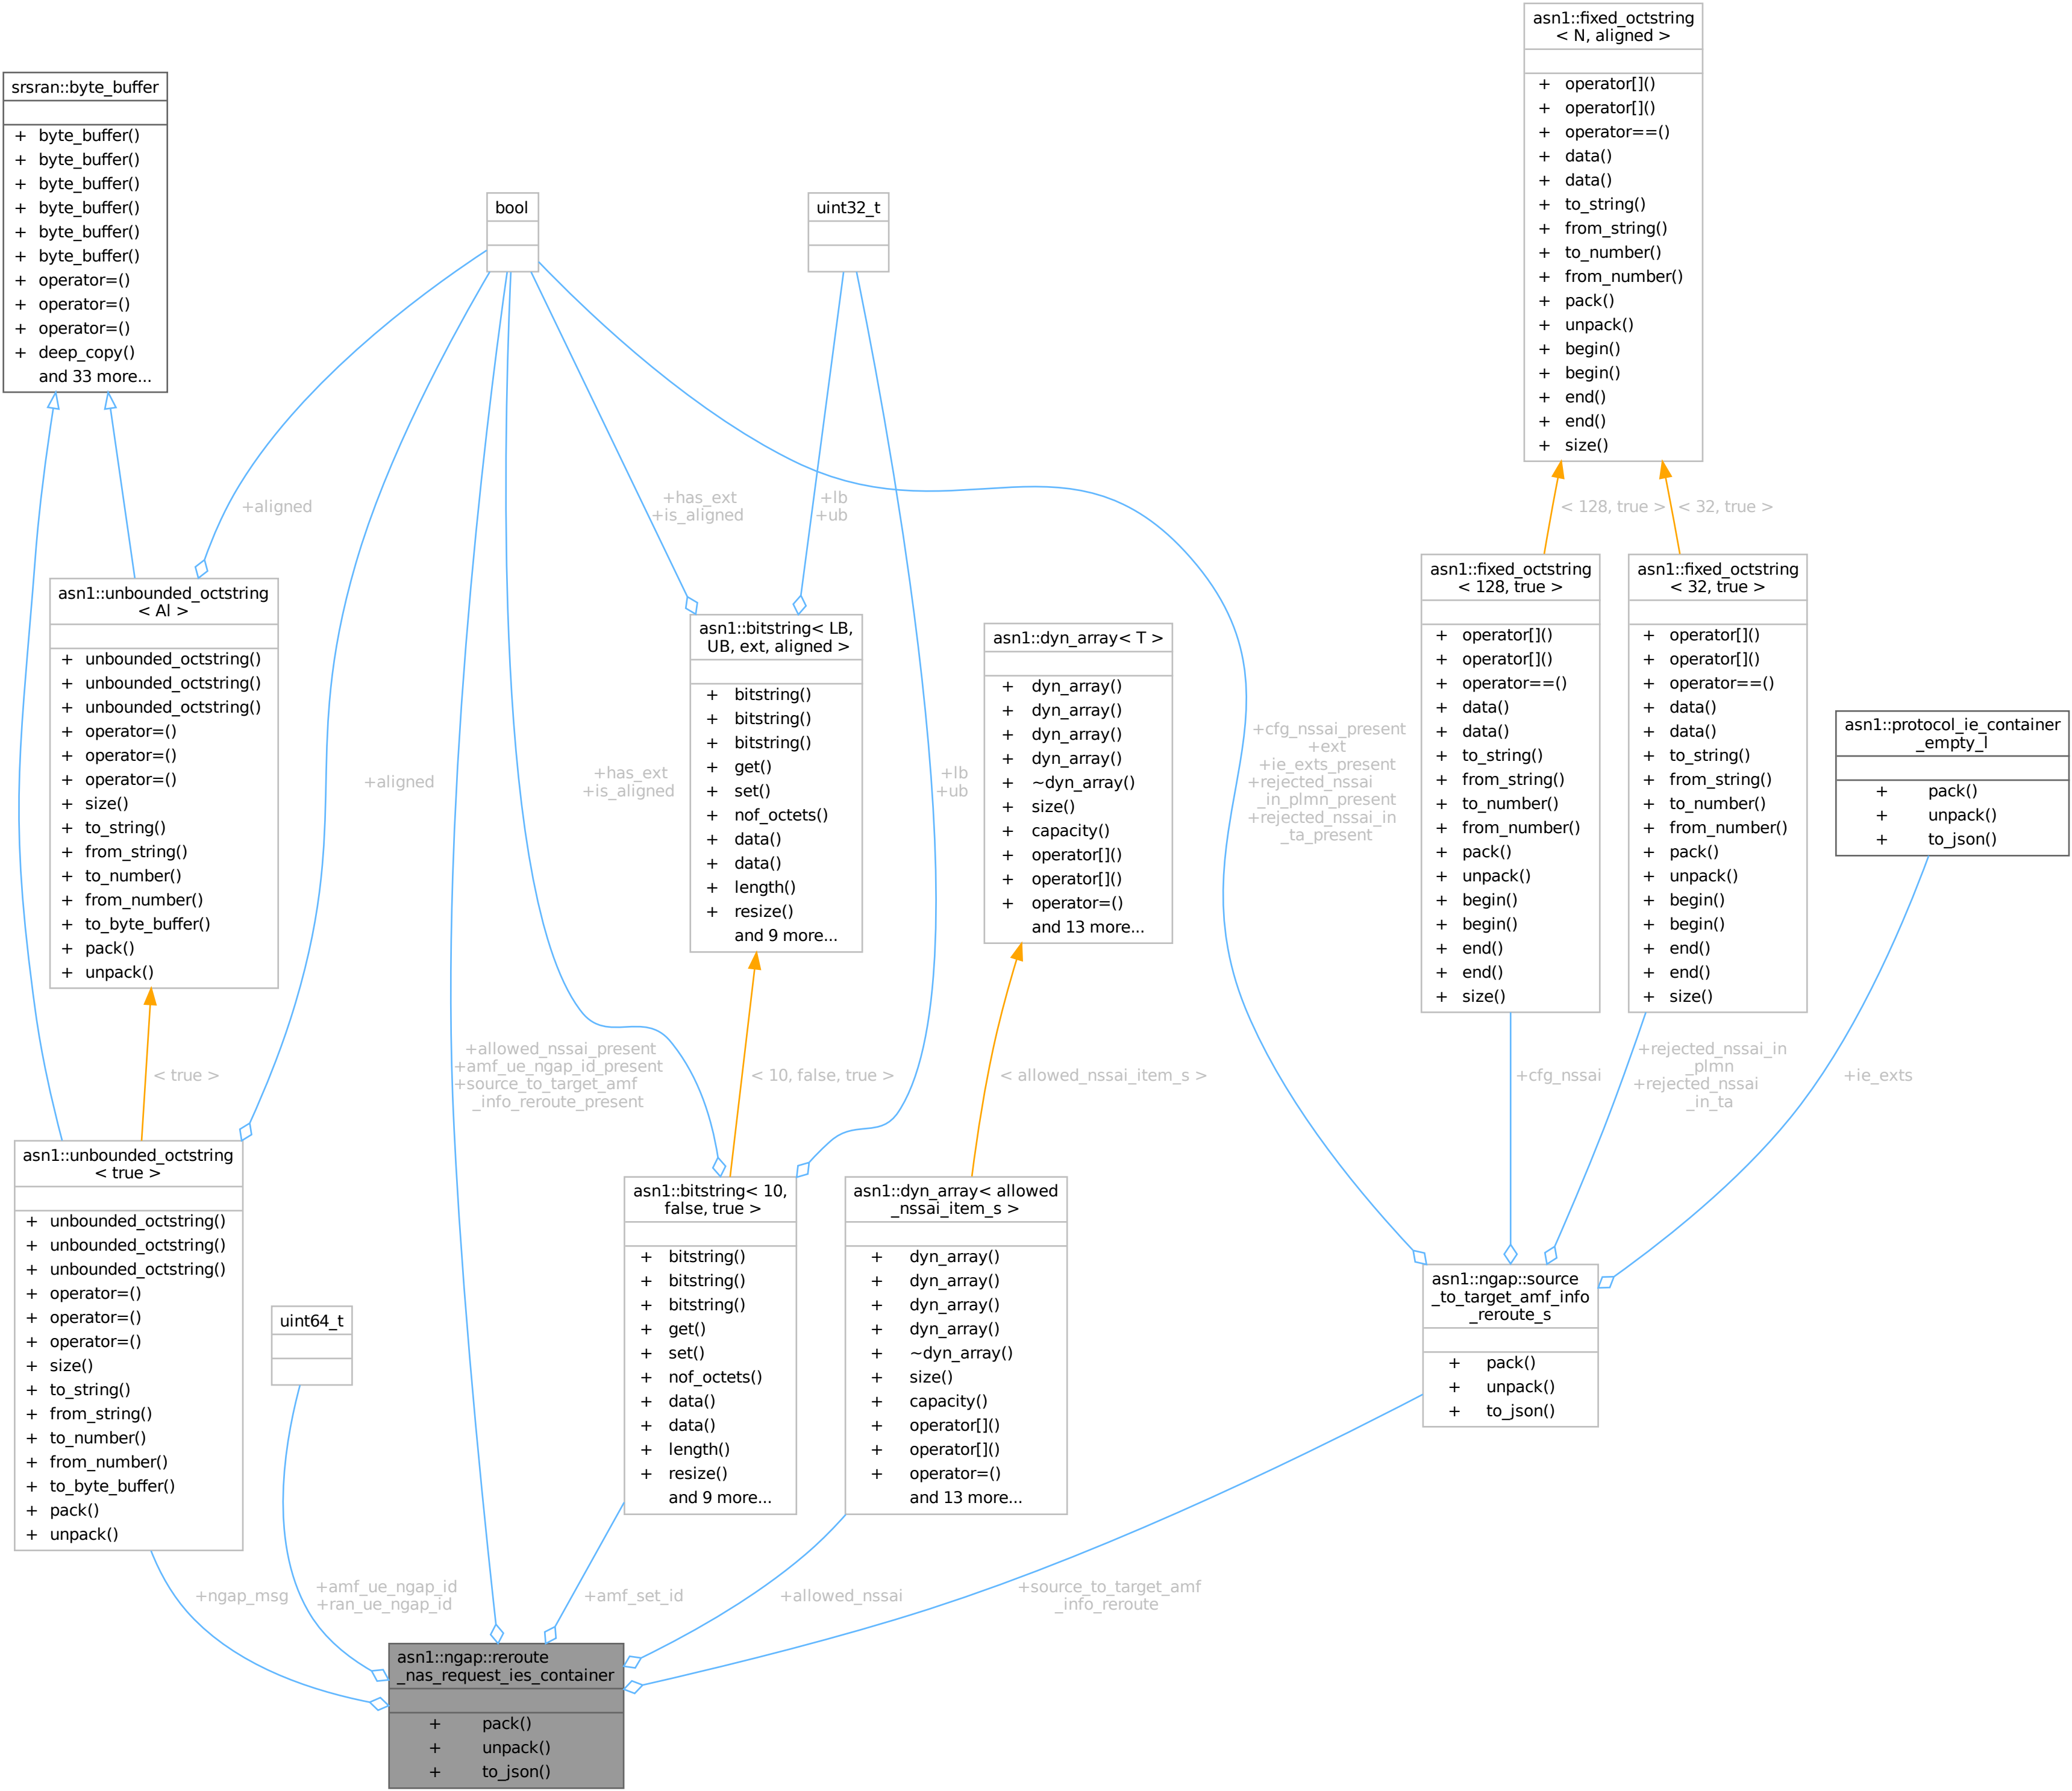 asn1::fixed_octstring
< N, aligned >
+ operator[]()
+ operator[]()
+ operator==()
+ data()
+ data()
+ to_string()
+ from_string()
+ to_number()
+ from_number()
+ pack()
+ unpack()
+ begin()
+ begin()
+ end()
+ end()
+ size()
srsran::byte_buffer
+ byte_buffer()
+ byte_buffer()
+ byte_buffer()
+ byte_buffer()
+ byte_buffer()
+ byte_buffer()
+ operator=()
+ operator=()
+ operator=()
+ deep_copy()
and 33 more...
bool
uint32_t
+aligned
+has_ext
+is_aligned
+lb
+ub
< 128, true >
< 32, true >
asn1::unbounded_octstring
< Al >
+ unbounded_octstring()
+ unbounded_octstring()
+ unbounded_octstring()
+ operator=()
+ operator=()
+ operator=()
+ size()
+ to_string()
+ from_string()
+ to_number()
+ from_number()
+ to_byte_buffer()
+ pack()
+ unpack()
asn1::bitstring< LB,
UB, ext, aligned >
+ bitstring()
+ bitstring()
+ bitstring()
+ get()
+ set()
+ nof_octets()
+ data()
+ data()
+ length()
+ resize()
and 9 more...
asn1::dyn_array< T >
+ dyn_array()
+ dyn_array()
+ dyn_array()
+ dyn_array()
+ ~dyn_array()
+ size()
+ capacity()
+ operator[]()
+ operator[]()
+ operator=()
and 13 more...
asn1::fixed_octstring
< 128, true >
+ operator[]()
+ operator[]()
+ operator==()
+ data()
+ data()
+ to_string()
+ from_string()
+ to_number()
+ from_number()
+ pack()
+ unpack()
+ begin()
+ begin()
+ end()
+ end()
+ size()
asn1::fixed_octstring
< 32, true >
+ operator[]()
+ operator[]()
+ operator==()
+ data()
+ data()
+ to_string()
+ from_string()
+ to_number()
+ from_number()
+ pack()
+ unpack()
+ begin()
+ begin()
+ end()
+ end()
+ size()
asn1::protocol_ie_container
_empty_l
+ pack()
+ unpack()
+ to_json()
+aligned
+has_ext
+is_aligned
+lb
+ub
+cfg_nssai_present
+ext
+ie_exts_present
+rejected_nssai
_in_plmn_present
+rejected_nssai_in
_ta_present
< true >
+allowed_nssai_present
+amf_ue_ngap_id_present
+source_to_target_amf
_info_reroute_present
< 10, false, true >
< allowed_nssai_item_s >
+cfg_nssai
+rejected_nssai_in
_plmn
+rejected_nssai
_in_ta
+ie_exts
asn1::unbounded_octstring
< true >
+ unbounded_octstring()
+ unbounded_octstring()
+ unbounded_octstring()
+ operator=()
+ operator=()
+ operator=()
+ size()
+ to_string()
+ from_string()
+ to_number()
+ from_number()
+ to_byte_buffer()
+ pack()
+ unpack()
uint64_t
asn1::bitstring< 10,
false, true >
+ bitstring()
+ bitstring()
+ bitstring()
+ get()
+ set()
+ nof_octets()
+ data()
+ data()
+ length()
+ resize()
and 9 more...
asn1::dyn_array< allowed
_nssai_item_s >
+ dyn_array()
+ dyn_array()
+ dyn_array()
+ dyn_array()
+ ~dyn_array()
+ size()
+ capacity()
+ operator[]()
+ operator[]()
+ operator=()
and 13 more...
asn1::ngap::source
_to_target_amf_info
_reroute_s
+ pack()
+ unpack()
+ to_json()
+ngap_msg
+amf_ue_ngap_id
+ran_ue_ngap_id
+amf_set_id
+allowed_nssai
+source_to_target_amf
_info_reroute
asn1::ngap::reroute
_nas_request_ies_container
+ pack()
+ unpack()
+ to_json()